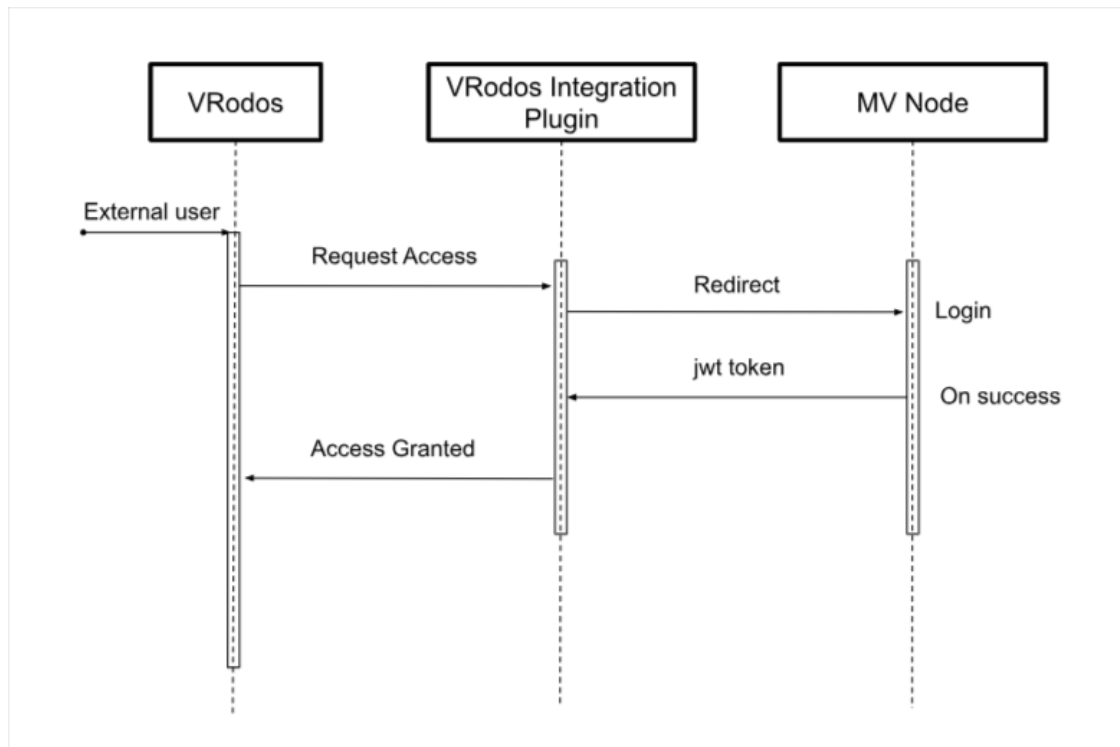 VRodos
VRodos Integration
Plugin
MV Node
External user
Request Access
Redirect
Login
jwt token
On success
Access Granted